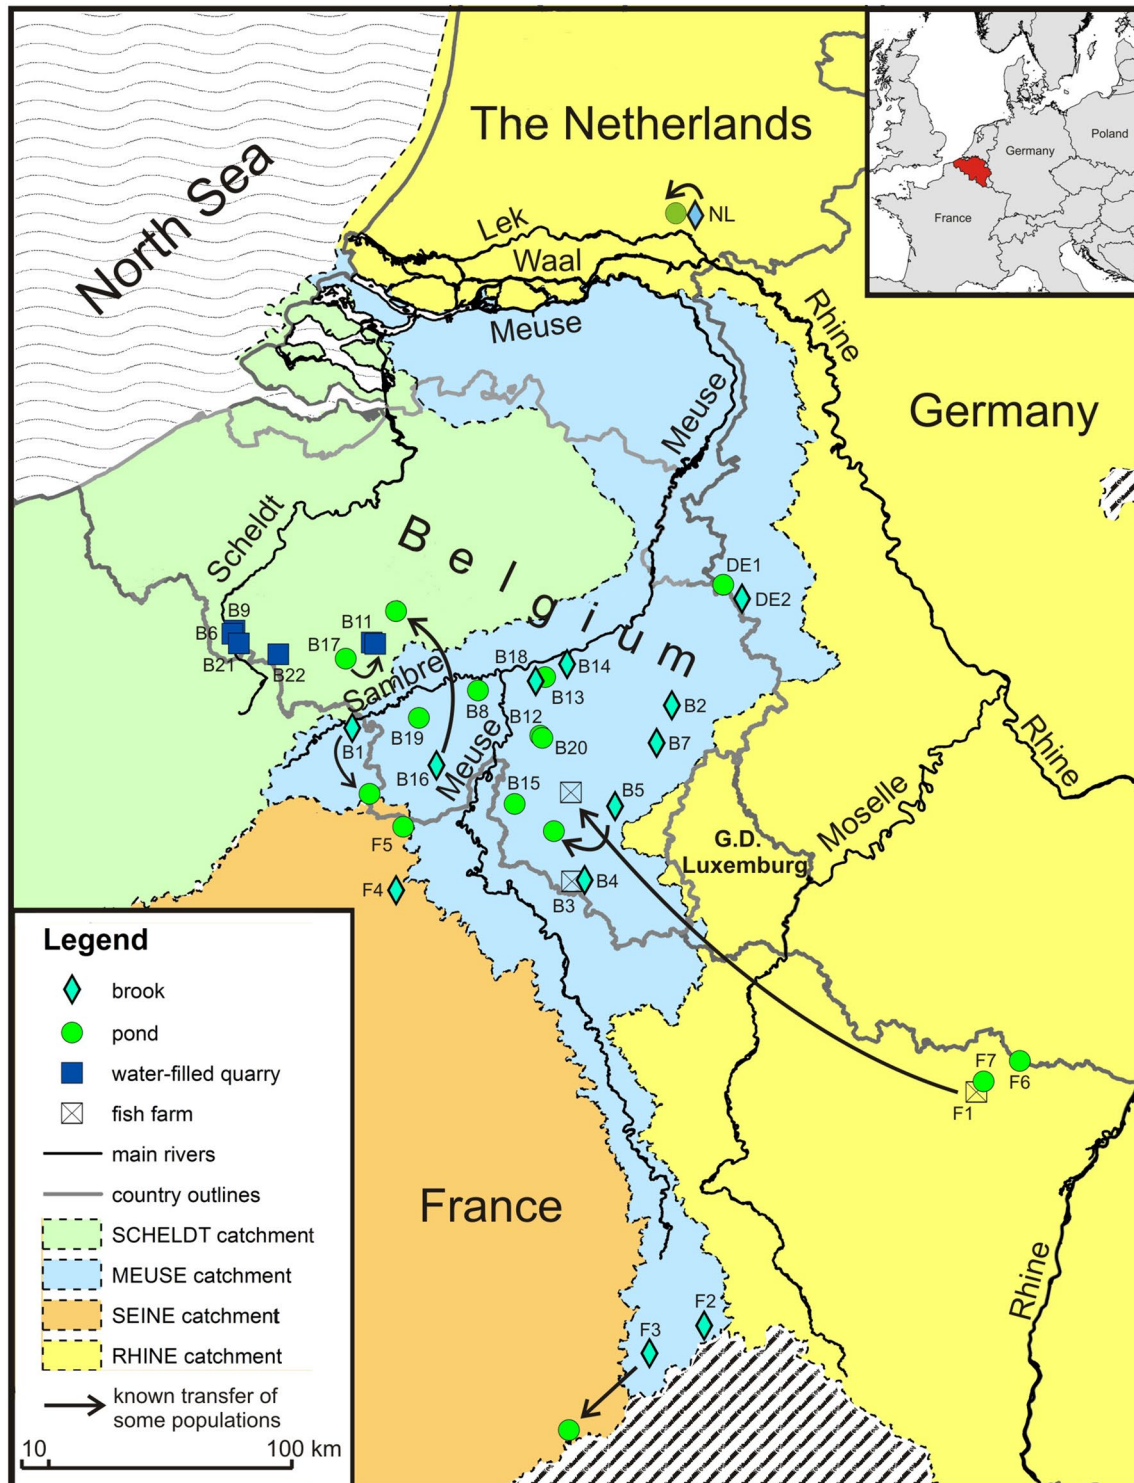 The Netherlands
North Sea
Germany
Poland
France
NL
Lek
Waal
Meuse
Rhine
Meuse
Germany
Scheldt
Belgium
DE1
DE2
B9
B6
B21
B22
B11
B17
Sambre
B18
B14
B13
B8
B2
B12
B7
B20
B19
B1
B16
Meuse
B15
B5
F5
B4
B3
F4
G.D.
Luxemburg
Moselle
Rhine
F7
F6
F1
France
Rhine
F2
F3
Legend
brook
pond
water-filled quarry
fish farm
main rivers
country outlines
SCHELDT catchment
MEUSE catchment
SEINE catchment
RHINE catchment
known transfer of
some populations
10 100 km